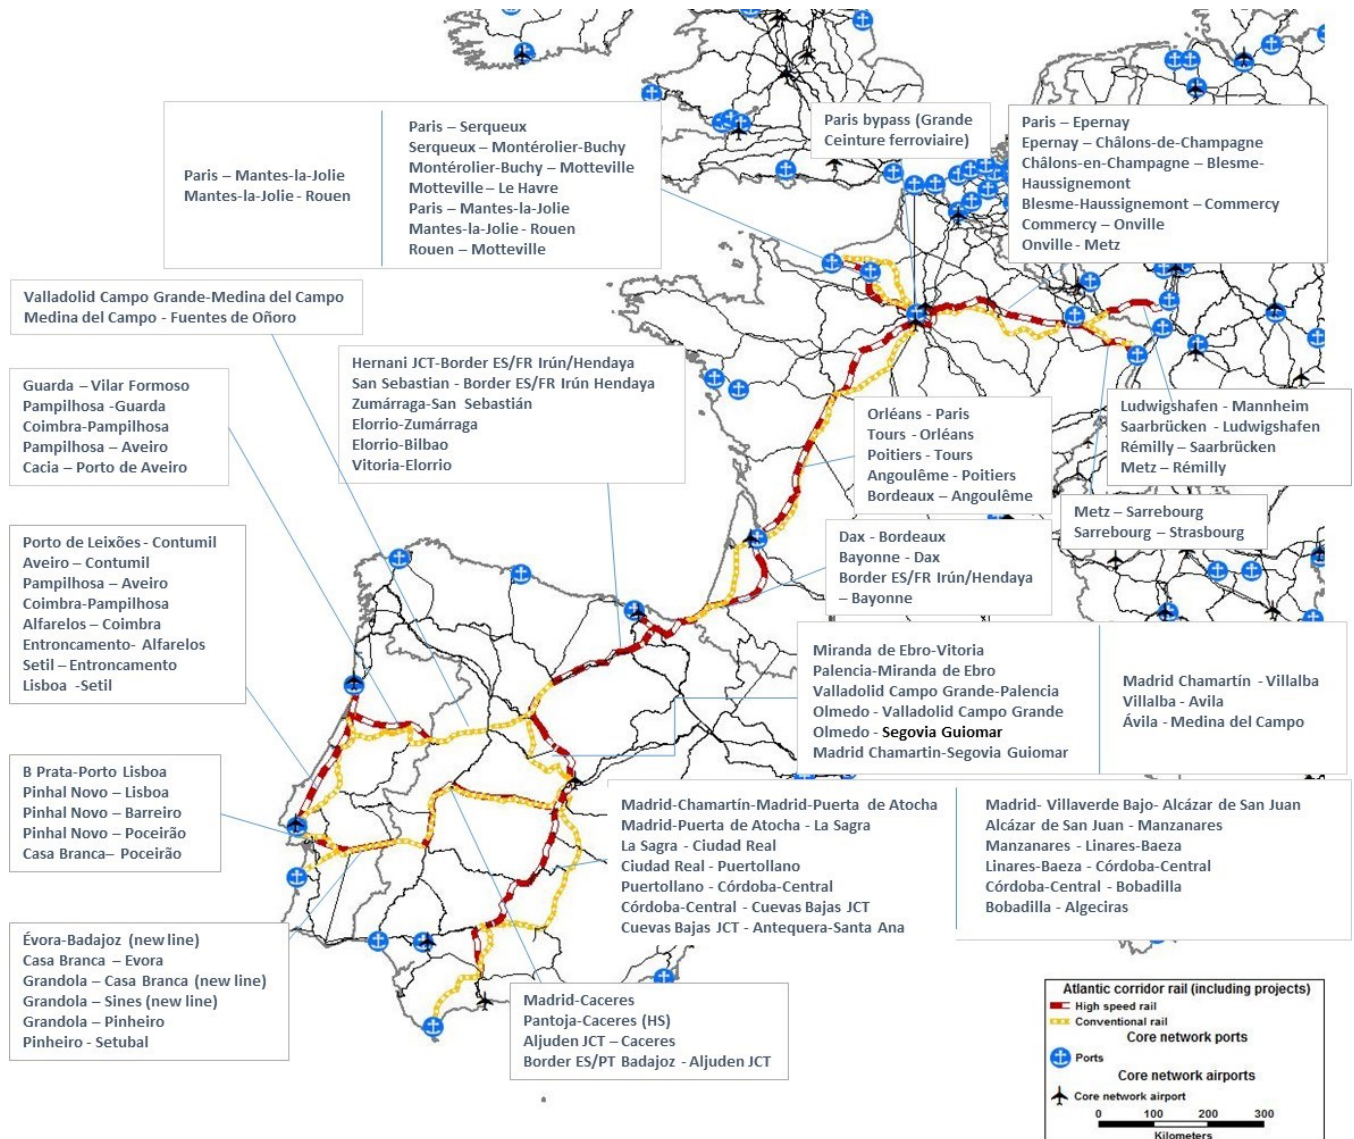 Paris – Mantes-la-Jolie
Mantes-la-Jolie - Rouen
Paris – Serqueux
Serqueux – Montérolier-Buchy
Montérolier-Buchy – Motteville
Motteville – Le Havre
Paris – Mantes-la-Jolie
Mantes-la-Jolie - Rouen
Rouen – Motteville
Paris bypass (Grande
Ceinture ferroviaire)
Paris – Epernay
Epernay – Châlons-de-Champagne
Châlons-en-Champagne – Blesme-
Haussignemont
Blesme-Haussignemont – Commercy
Commercy – Onville
Onville - Metz
Valladolid Campo Grande-Medina del Campo
Medina del Campo - Fuentes de Oñoro
Hernani JCT-Border ES/FR Irún/Hendaya
San Sebastian - Border ES/FR Irún Hendaya
Zumárraga-San Sebastián
Elorrio-Zumárraga
Elorrio-Bilbao
Vitoria-Elorrio
Guarda – Vilar Formoso
Pampilhosa -Guarda
Coimbra-Pampilhosa
Pampilhosa – Aveiro
Cacia – Porto de Aveiro
Orléans - Paris
Tours - Orléans
Poitiers - Tours
Angoulême - Poitiers
Bordeaux – Angoulême
Ludwigshafen - Mannheim
Saarbrücken - Ludwigshafen
Rémilly – Saarbrücken
Metz – Rémilly
Metz – Sarrebourg
Sarrebourg – Strasbourg
Dax - Bordeaux
Bayonne - Dax
Border ES/FR Irún/Hendaya
– Bayonne
Porto de Leixões - Contumil
Aveiro – Contumil
Pampilhosa – Aveiro
Coimbra-Pampilhosa
Alfarelos – Coimbra
Entroncamento- Alfarelos
Setil – Entroncamento
Lisboa -Setil
Miranda de Ebro-Vitoria
Palencia-Miranda de Ebro
Valladolid Campo Grande-Palencia
Olmedo - Valladolid Campo Grande
Olmedo - Segovia Guiomar
Madrid Chamartin-Segovia Guiomar
Madrid Chamartín - Villalba
Villalba - Avila
Ávila - Medina del Campo
B Prata-Porto Lisboa
Pinhal Novo – Lisboa
Pinhal Novo – Barreiro
Pinhal Novo – Poceirão
Casa Branca– Poceirão
Madrid-Chamartín-Madrid-Puerta de Atocha
Madrid-Puerta de Atocha - La Sagra
La Sagra - Ciudad Real
Ciudad Real - Puertollano
Puertollano - Córdoba-Central
Córdoba-Central - Cuevas Bajas JCT
Cuevas Bajas JCT - Antequera-Santa Ana
Madrid- Villaverde Bajo- Alcázar de San Juan
Alcázar de San Juan - Manzanares
Manzanares - Linares-Baeza
Linares-Baeza - Córdoba-Central
Córdoba-Central - Bobadilla
Bobadilla - Algeciras
Évora-Badajoz (new line)
Casa Branca – Evora
Grandola – Casa Branca (new line)
Grandola – Sines (new line)
Grandola – Pinheiro
Pinheiro - Setubal
Madrid-Caceres
Pantoja-Caceres (HS)
Aljuden JCT – Caceres
Border ES/PT Badajoz - Aljuden JCT
Atlantic corridor rail (including projects)
High speed rail
Conventional rail
Core network ports
Ports
Core network airports
Core network airport
0 100 200 300
Kilometers